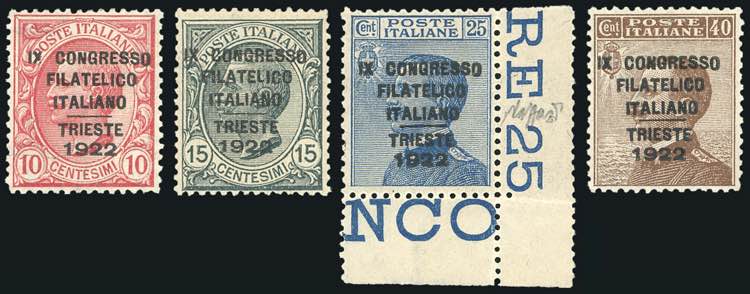 POSTE ITALIANE
IX CONGRESSO
FILATELICO
ITALIANO
TRIESTE
1922
10 10
CENTESIMI
POSTE ITALIANE
IX CONGRESSO
FILATELICO
ITALIANO
TRIESTE
1922
15 15
CENTESIMI
Cent POSTE 25
ITALIANE
IX CONGRESSO
FILATELICO
ITALIANO
TRIESTE
1922
RE 25
NCO
Cent POSTE 40
ITALIANE
IX CONGRESSO
FILATELICO
ITALIANO
TRIESTE
1922